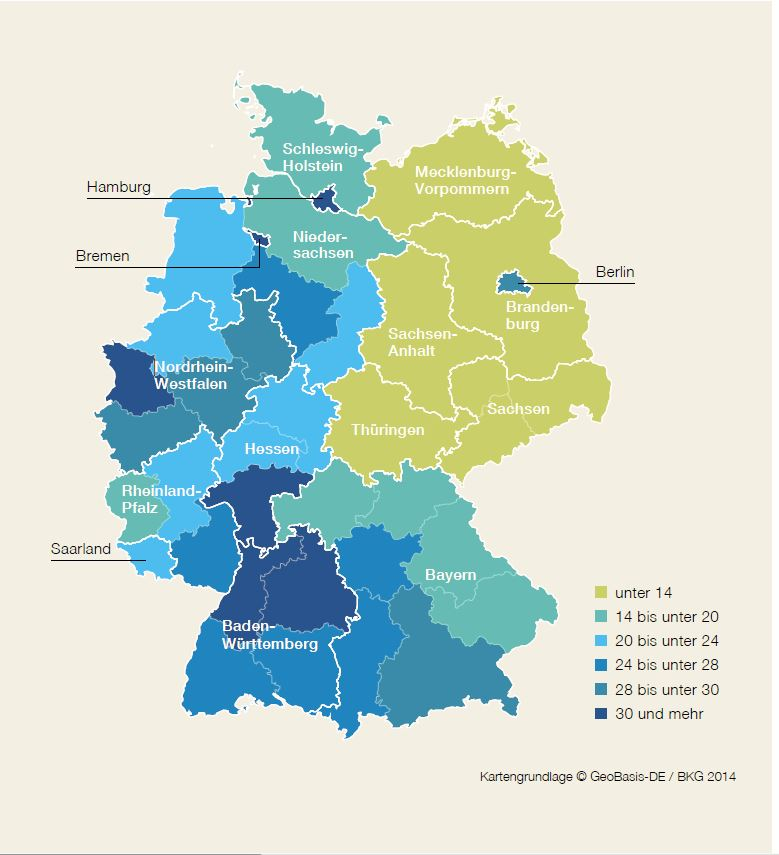 Schleswig-
Holstein
Mecklenburg-
Vorpommern
Hamburg
Nieder-
sachsen
Bremen
Berlin
Branden-
burg
Sachsen-
Anhalt
Nordrhein-
Westfalen
Sachsen
Thüringen
Hessen
Rheinland-
Pfalz
Saarland
Bayern
Baden-
Württemberg
unter 14
14 bis unter 20
20 bis unter 24
24 bis unter 28
28 bis unter 30
30 und mehr
Kartengrundlage © GeoBasis-DE / BKG 2014